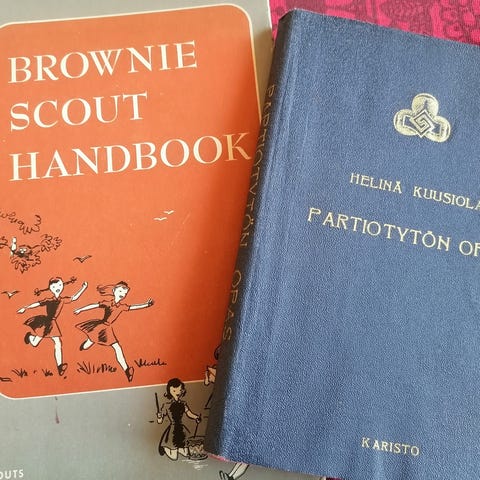 BROWNIE
SCOUT
HANDBOOK
PARTIOTYTÖN OPAS
HELINÄ KUUSIOLA
PARTIOTYTÖN
KARISTO